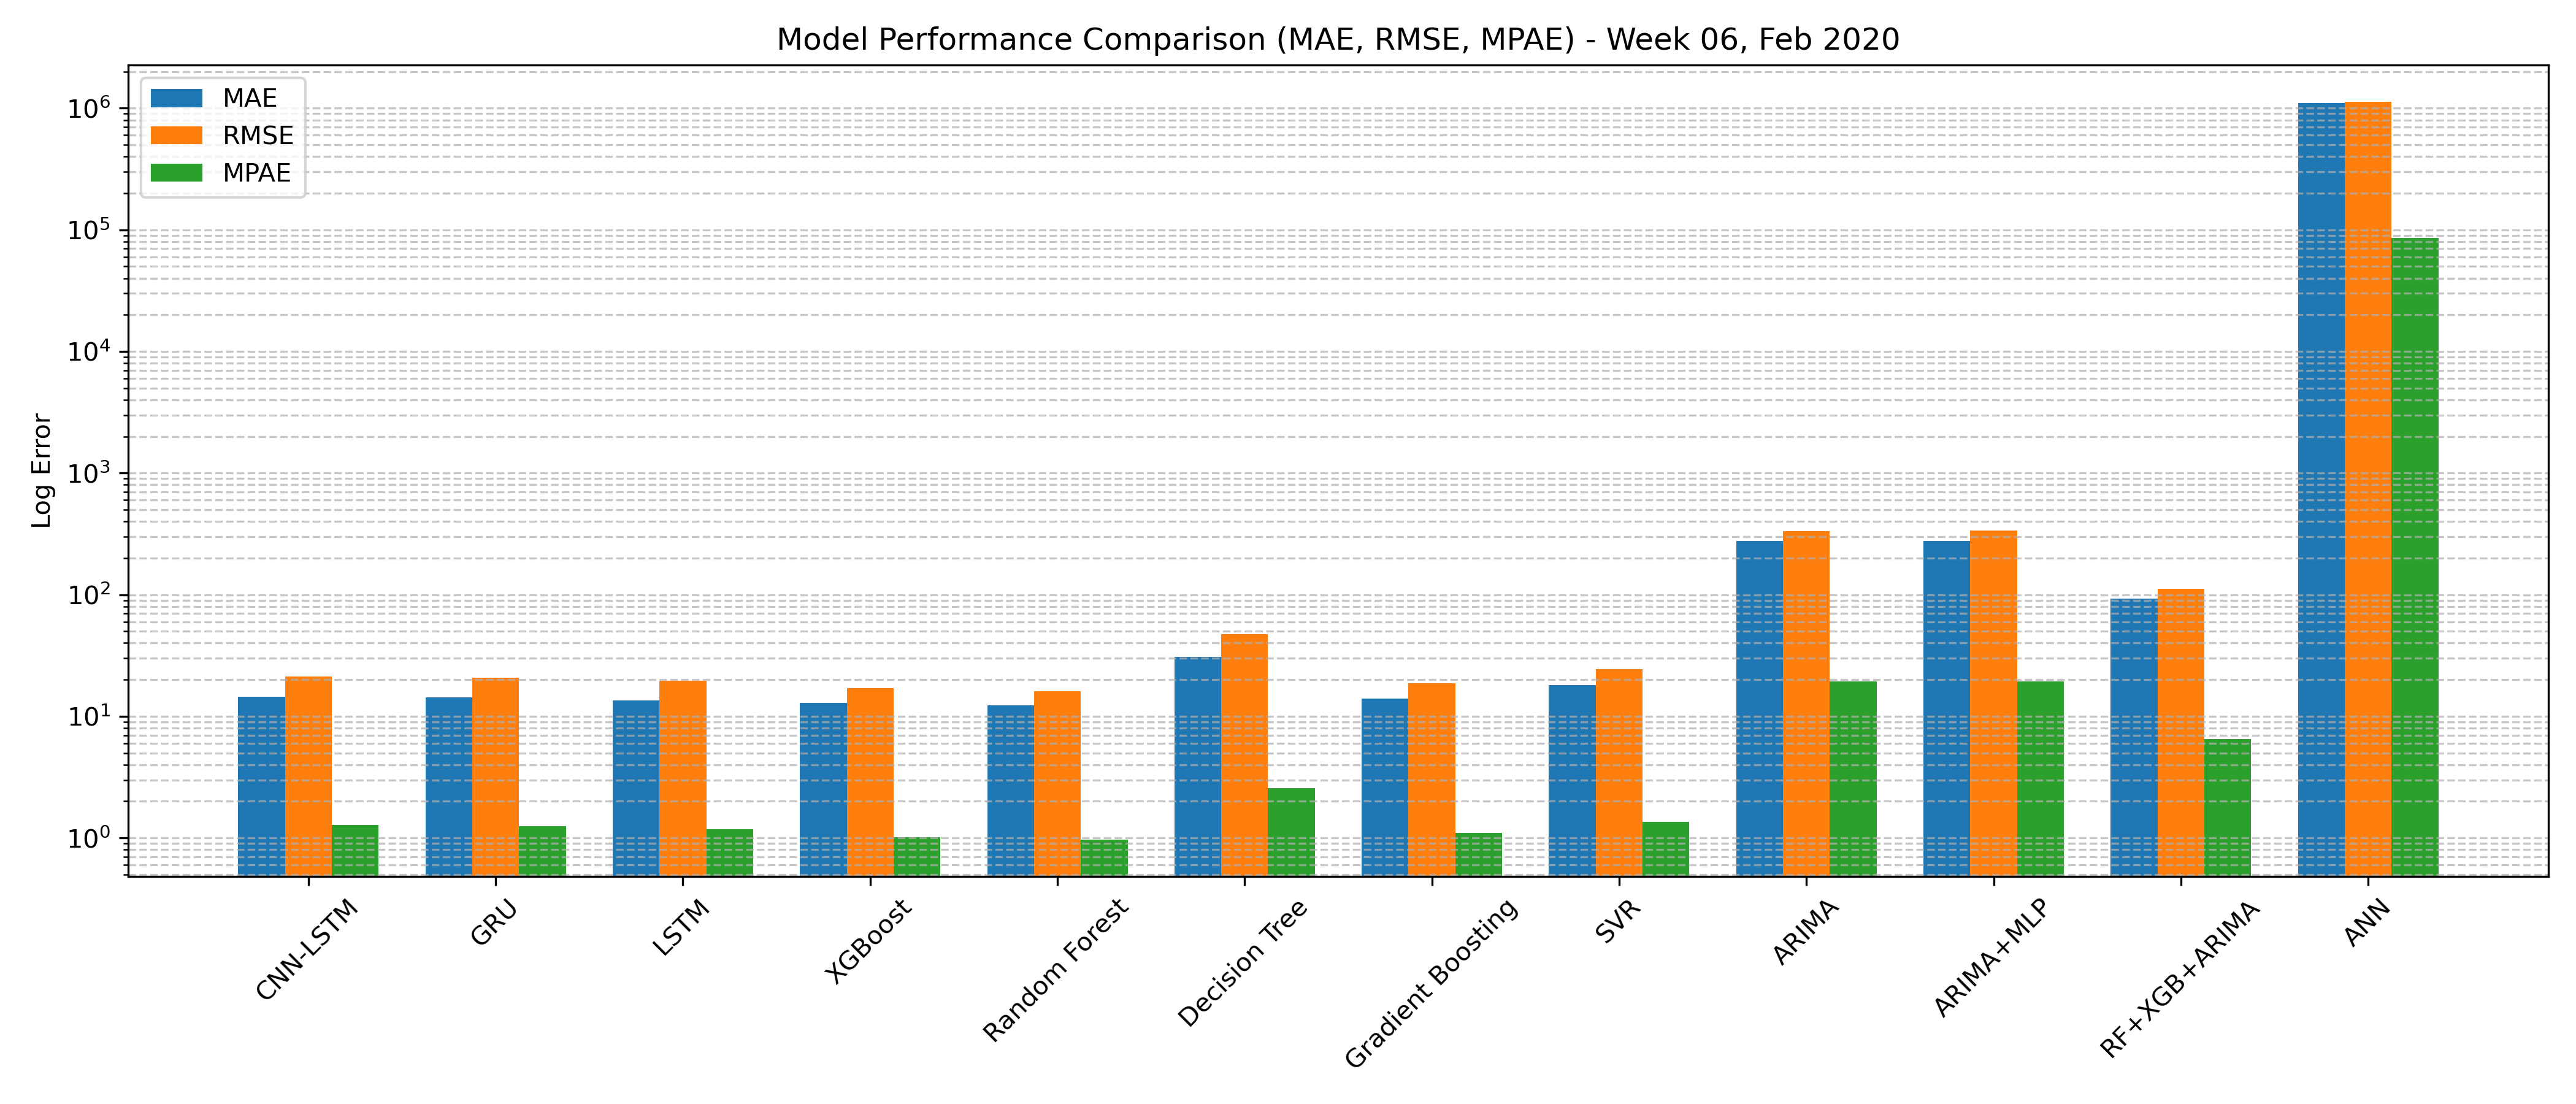 Model Performance Comparison (MAE, RMSE, MPAE) - Week 06, Feb 2020
MAE
RMSE
MPAE
Log Error
10⁶
10⁵
10⁴
10³
10²
10¹
10⁰
CNN-LSTM
GRU
LSTM
XGBoost
Random Forest
Decision Tree
Gradient Boosting
SVR
ARIMA
ARIMA+MLP
RF+XGB+ARIMA
ANN